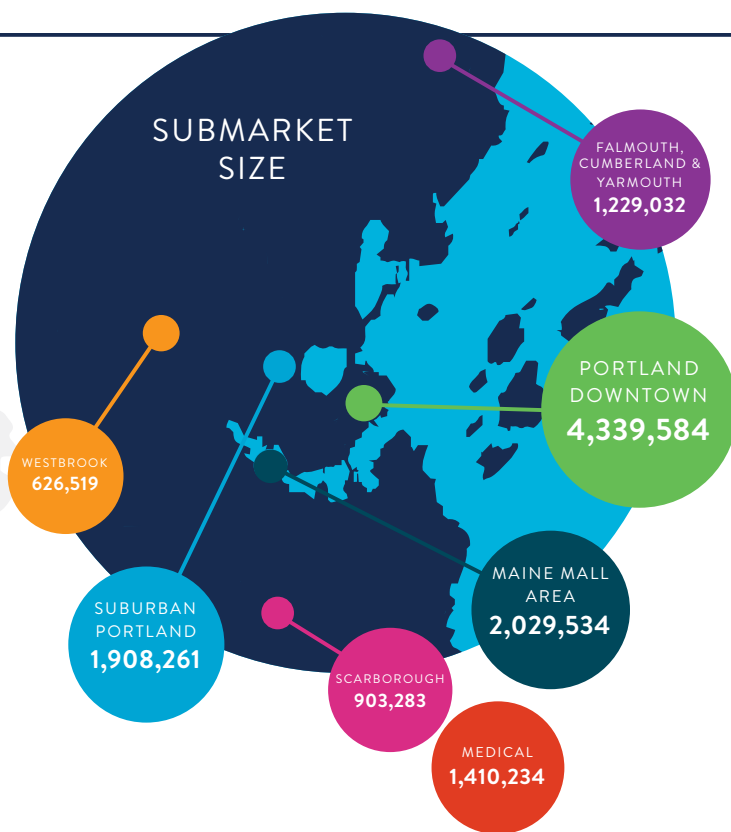 SUBMARKET
SIZE
FALMOUTH,
CUMBERLAND &
YARMOUTH
1,229,032
PORTLAND
DOWNTOWN
4,339,584
WESTBROOK
626,519
MAINE MALL
AREA
2,029,534
SUBURBAN
PORTLAND
1,908,261
SCARBOROUGH
903,283
MEDICAL
1,410,234